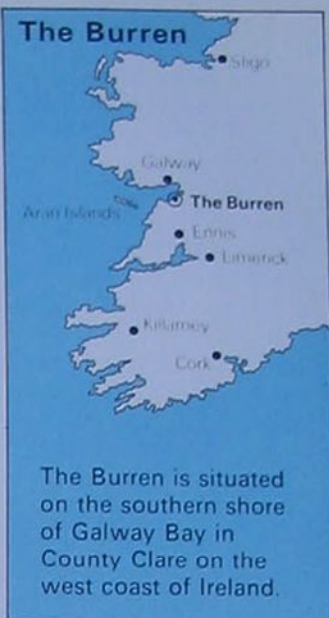 The Burren
Sligo
Galway
Aran Islands
The Burren
Ennis
Limerick
Killarney
Cork
The Burren is situated
on the southern shore
of Galway Bay in
County Clare on the
west coast of Ireland.